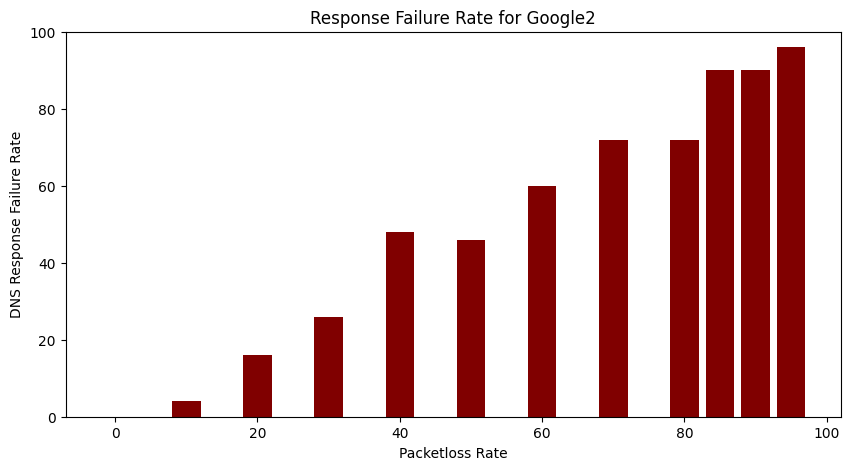 Response Failure Rate for Google2
DNS Response Failure Rate
100
80
60
40
20
0
0 20 40 60 80 100
Packetloss Rate